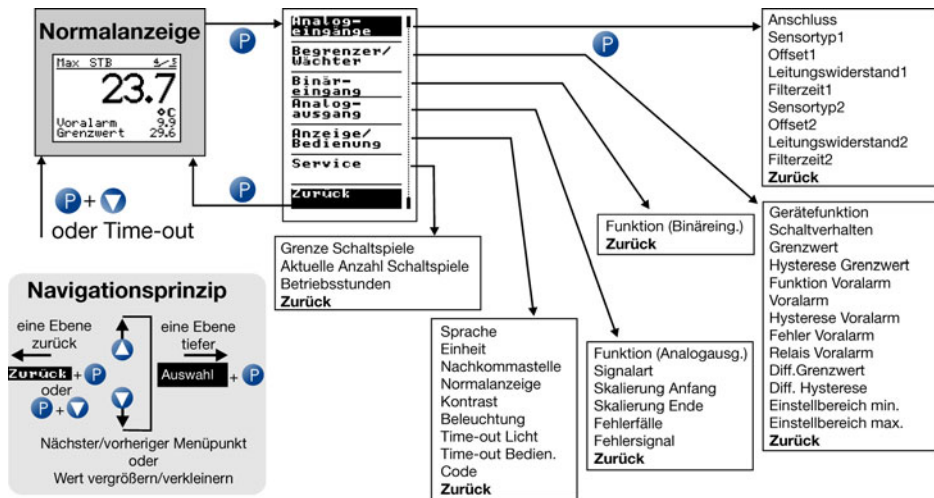 Normalanzeige
Max STB
23.7
°C
Voralarm 9.9
Grenzwert 29.6
P
P
P + ▽
oder Time-out
Analog-
eingänge
Begrenzer/
Wächter
Binär-
eingang
Analog-
ausgang
Anzeige/
Bedienung
Service
Zurück
P
Anschluss
Sensortyp1
Offset1
Leitungswiderstand1
Filterzeit1
Sensortyp2
Offset2
Leitungswiderstand2
Filterzeit2
Zurück
Gerätefunktion
Schaltverhalten
Grenzwert
Hysterese Grenzwert
Funktion Voralarm
Voralarm
Hysterese Voralarm
Fehler Voralarm
Relais Voralarm
Diff.Grenzwert
Diff. Hysterese
Einstellbereich min.
Einstellbereich max.
Zurück
Funktion (Binäreing.)
Zurück
Funktion (Analogausg.)
Signalart
Skalierung Anfang
Skalierung Ende
Fehlerfälle
Fehlersignal
Zurück
Sprache
Einheit
Nachkommastelle
Normalanzeige
Kontrast
Beleuchtung
Time-out Licht
Time-out Bedien.
Code
Zurück
Grenze Schaltspiele
Aktuelle Anzahl Schaltspiele
Betriebsstunden
Zurück
Navigationsprinzip
eine Ebene
zurück
Zurück + P
oder
P + ▽
eine Ebene
tiefer
Auswahl + P
Nächster/vorheriger Menüpunkt
oder
Wert vergrößern/verkleinern